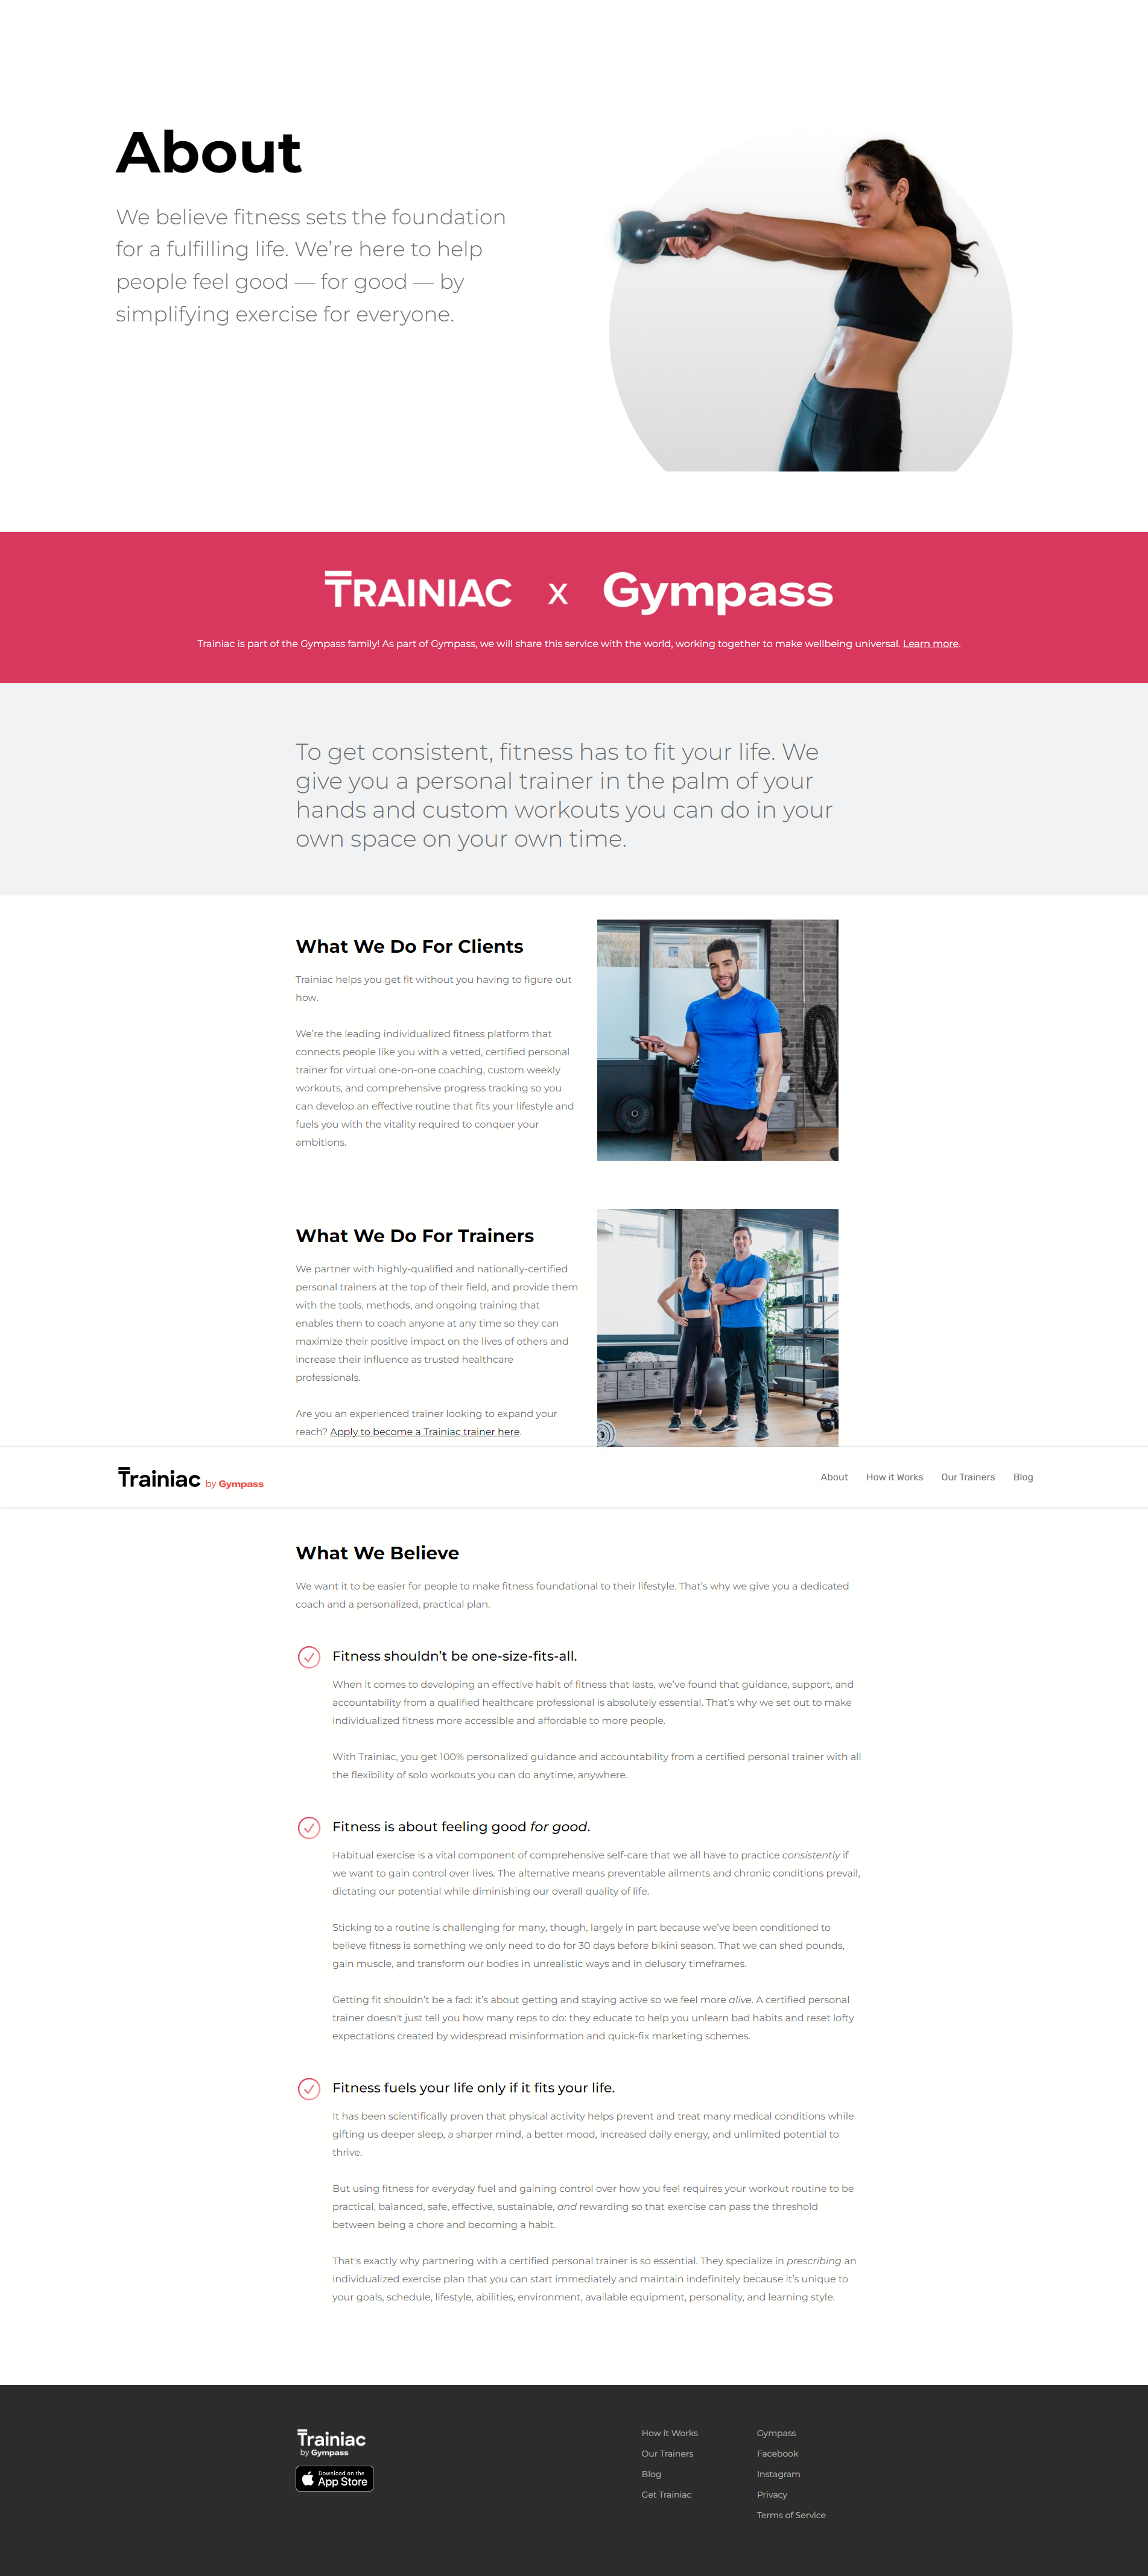 About
We believe fitness sets the foundation
for a fulfilling life. We’re here to help
people feel good — for good — by
simplifying exercise for everyone.
TRAINIAC x Gympass
Trainiac is part of the Gympass family! As part of Gympass, we will share this service with the world, working together to make wellbeing universal. Learn more.
To get consistent, fitness has to fit your life. We
give you a personal trainer in the palm of your
hands and custom workouts you can do in your
own space on your own time.
What We Do For Clients
Trainiac helps you get fit without you having to figure out
how.
We’re the leading individualized fitness platform that
connects people like you with a vetted, certified personal
trainer for virtual one-on-one coaching, custom weekly
workouts, and comprehensive progress tracking so you
can develop an effective routine that fits your lifestyle and
fuels you with the vitality required to conquer your
ambitions.
What We Do For Trainers
We partner with highly-qualified and nationally-certified
personal trainers at the top of their field, and provide them
with the tools, methods, and ongoing training that
enables them to coach anyone at any time so they can
maximize their positive impact on the lives of others and
increase their influence as trusted healthcare
professionals.
Are you an experienced trainer looking to expand your
reach? Apply to become a Trainiac trainer here.
Trainiac by Gympass
About How it Works Our Trainers Blog
What We Believe
We want it to be easier for people to make fitness foundational to their lifestyle. That’s why we give you a dedicated
coach and a personalized, practical plan.
Fitness shouldn’t be one-size-fits-all.
When it comes to developing an effective habit of fitness that lasts, we’ve found that guidance, support, and
accountability from a qualified healthcare professional is absolutely essential. That’s why we set out to make
individualized fitness more accessible and affordable to more people.
With Trainiac, you get 100% personalized guidance and accountability from a certified personal trainer with all
the flexibility of solo workouts you can do anytime, anywhere.
Fitness is about feeling good for good.
Habitual exercise is a vital component of comprehensive self-care that we all have to practice consistently if
we want to gain control over lives. The alternative means preventable ailments and chronic conditions prevail,
dictating our potential while diminishing our overall quality of life.
Sticking to a routine is challenging for many, though, largely in part because we’ve been conditioned to
believe fitness is something we only need to do for 30 days before bikini season. That we can shed pounds,
gain muscle, and transform our bodies in unrealistic ways and in delusory timeframes.
Getting fit shouldn’t be a fad: it’s about getting and staying active so we feel more alive. A certified personal
trainer doesn't just tell you how many reps to do: they educate to help you unlearn bad habits and reset lofty
expectations created by widespread misinformation and quick-fix marketing schemes.
Fitness fuels your life only if it fits your life.
It has been scientifically proven that physical activity helps prevent and treat many medical conditions while
gifting us deeper sleep, a sharper mind, a better mood, increased daily energy, and unlimited potential to
thrive.
But using fitness for everyday fuel and gaining control over how you feel requires your workout routine to be
practical, balanced, safe, effective, sustainable, and rewarding so that exercise can pass the threshold
between being a chore and becoming a habit.
That's exactly why partnering with a certified personal trainer is so essential. They specialize in prescribing an
individualized exercise plan that you can start immediately and maintain indefinitely because it’s unique to
your goals, schedule, lifestyle, abilities, environment, available equipment, personality, and learning style.
Trainiac
by Gympass
Download on the
App Store
How it Works
Our Trainers
Blog
Get Trainiac
Gympass
Facebook
Instagram
Privacy
Terms of Service